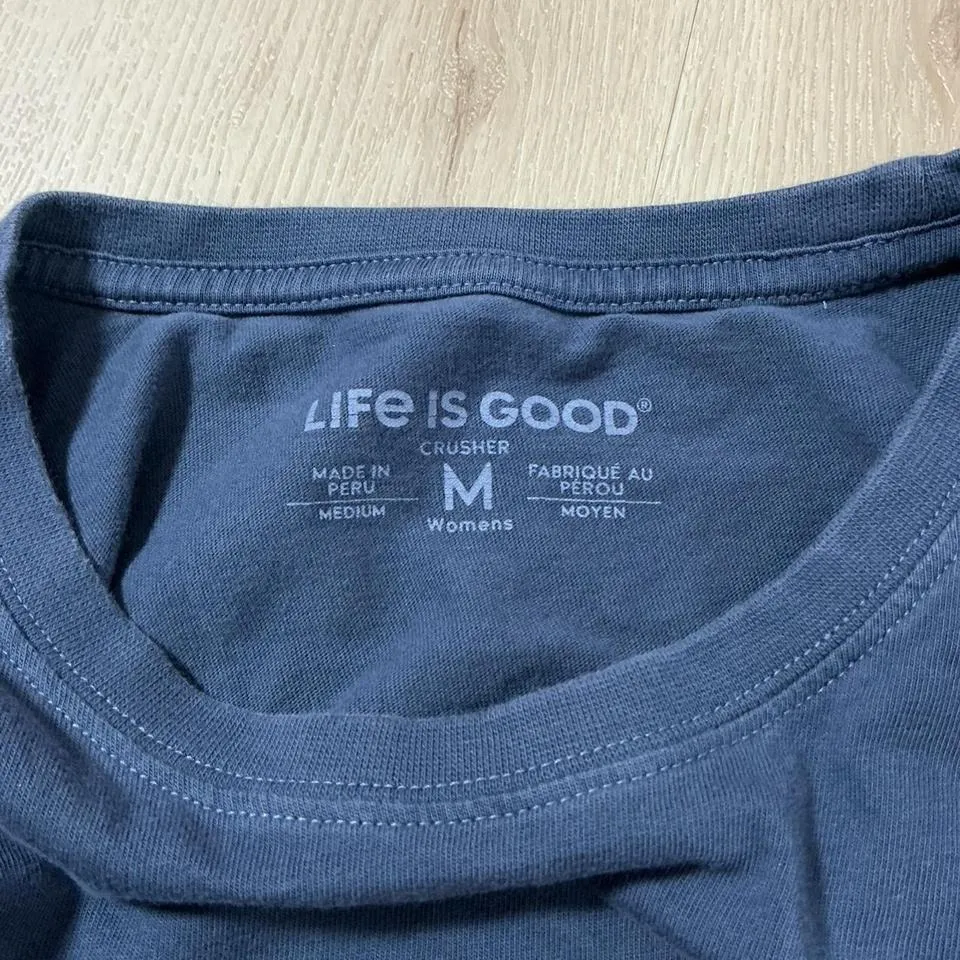 LIFe IS GOOD®
CRUSHER
MADE IN
PERU
MEDIUM
M
Womens
FABRIQUÉ AU
PÉROU
MOYEN